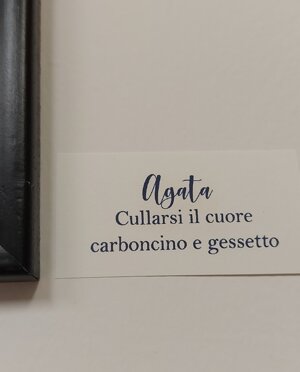 Agata
Cullarsi il cuore
carboncino e gessetto